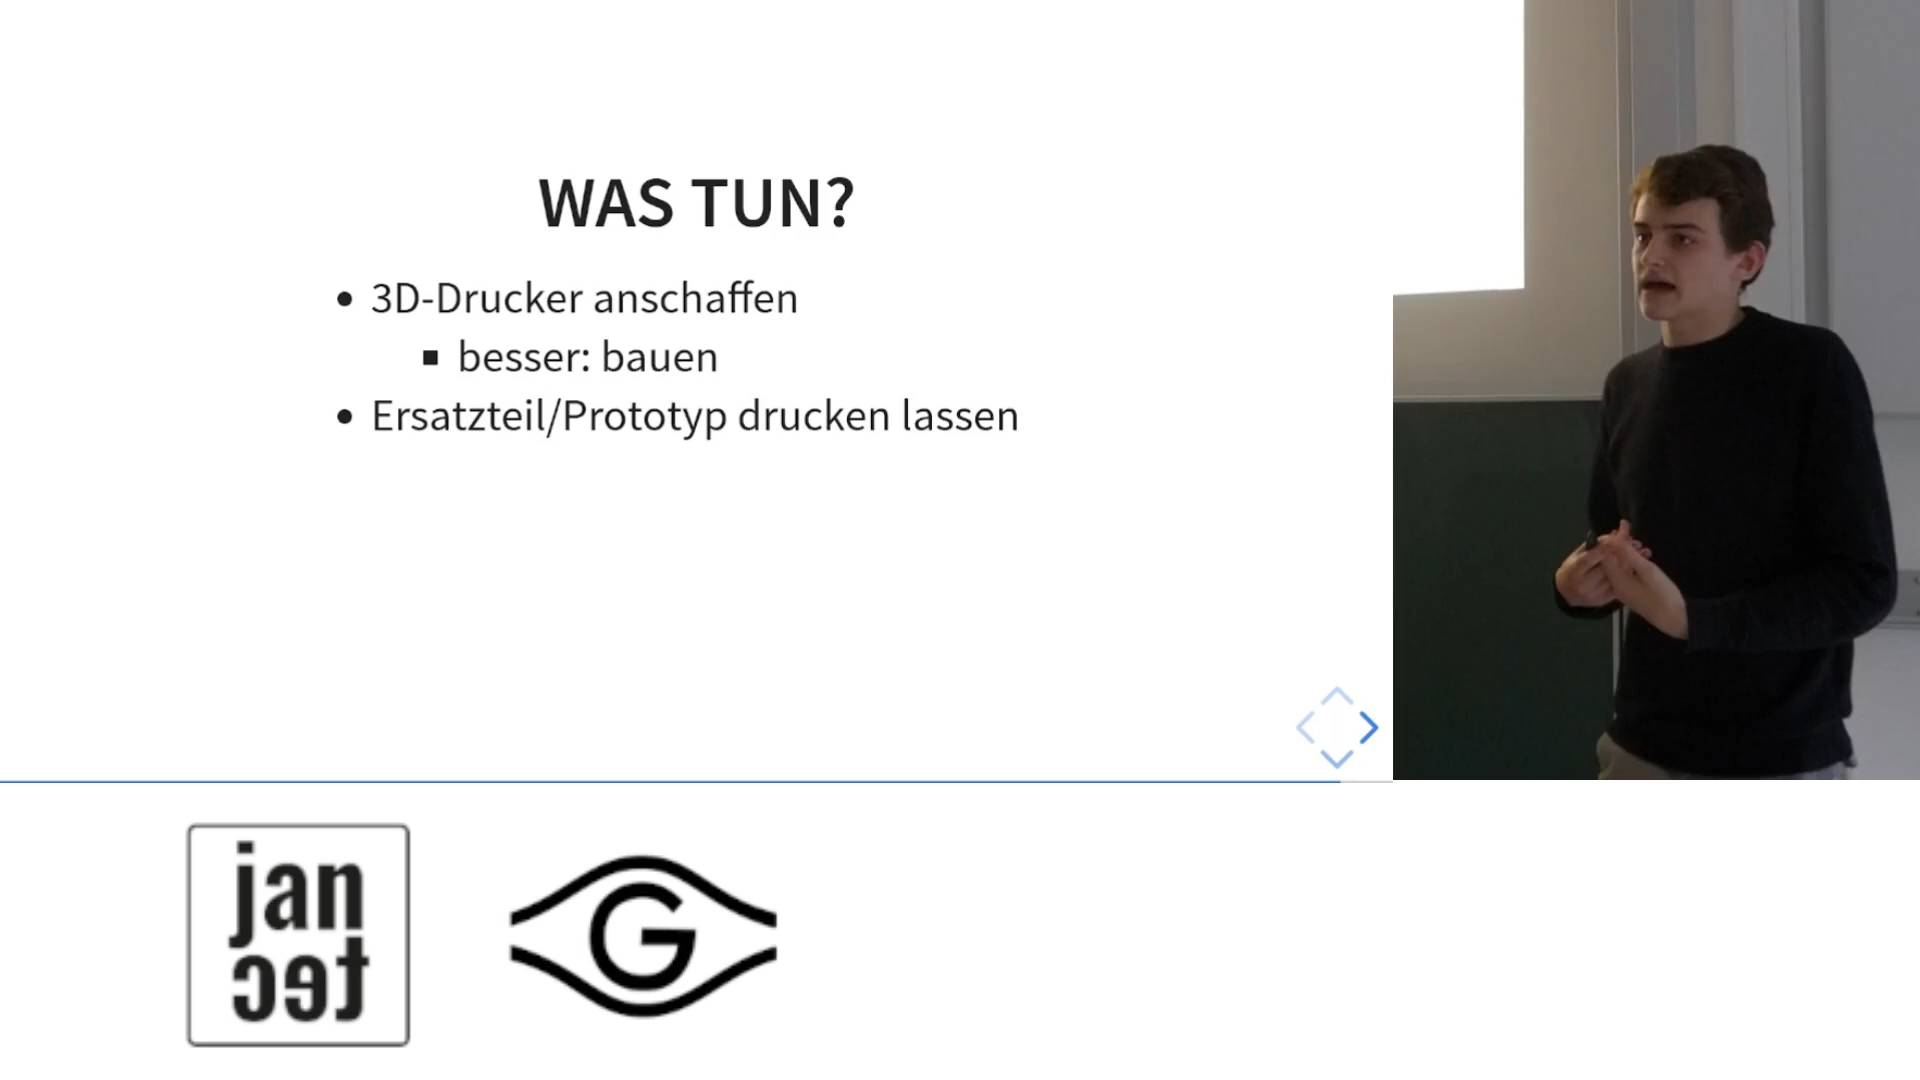 WAS TUN?
3D-Drucker anschaffen
besser: bauen
Ersatzteil/Prototyp drucken lassen
jan
tec
G